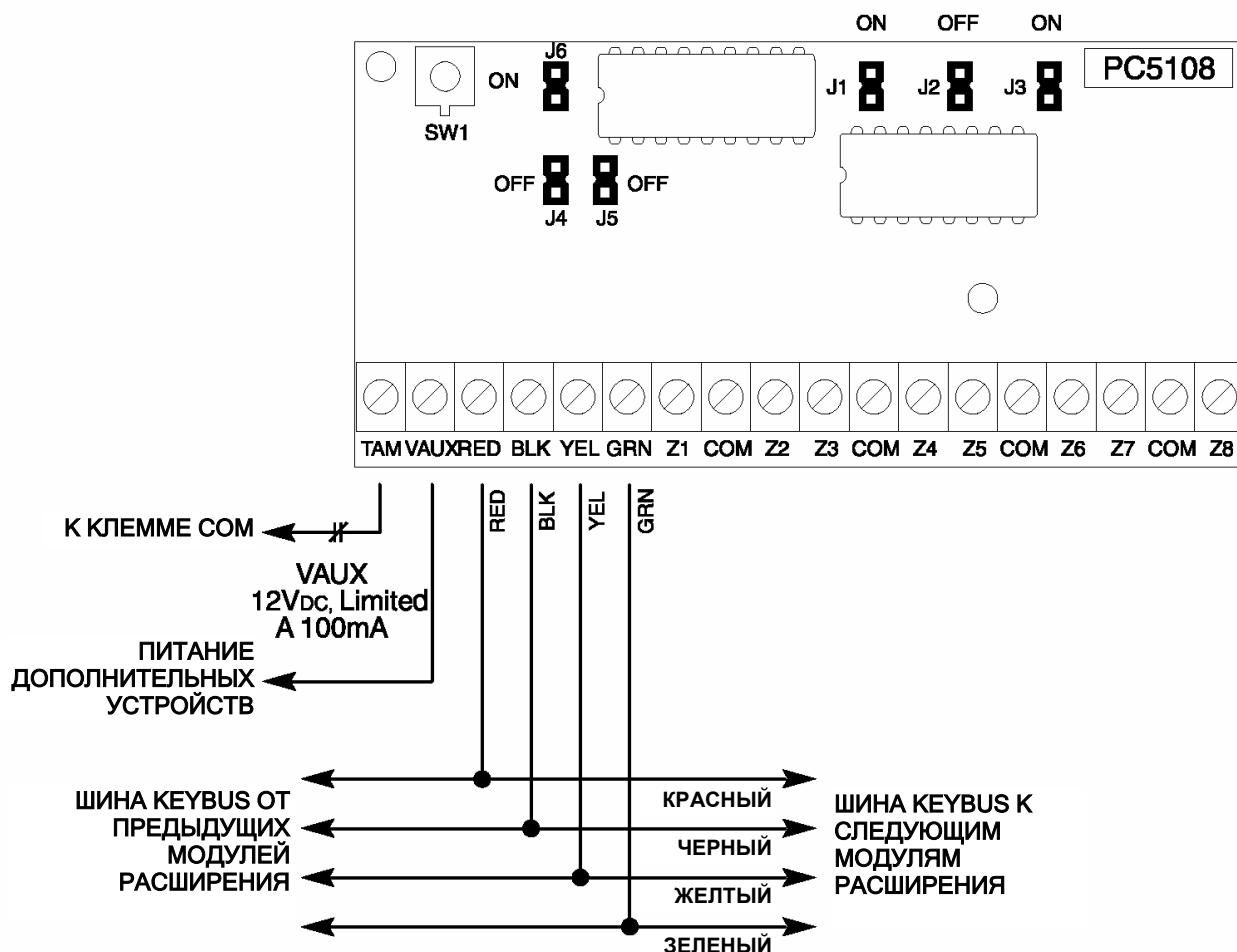 ON OFF ON
J6
ON
J1 J2 J3
PC5108
SW1
OFF OFF
J4 J5
TAM VAUX RED BLK YEL GRN Z1 COM Z2 Z3 COM Z4 Z5 COM Z6 Z7 COM Z8
RED
BLK
YEL
GRN
К КЛЕММЕ COM
VAUX
12VDC, Limited
A 100mA
ПИТАНИЕ
ДОПОЛНИТЕЛЬНЫХ
УСТРОЙСТВ
ШИНА KEYBUS ОТ
ПРЕДЫДУЩИХ
МОДУЛЕЙ
РАСШИРЕНИЯ
КРАСНЫЙ
ЧЕРНЫЙ
ЖЕЛТЫЙ
ЗЕЛЕНЫЙ
ШИНА KEYBUS К
СЛЕДУЮЩИМ
МОДУЛЯМ
РАСШИРЕНИЯ